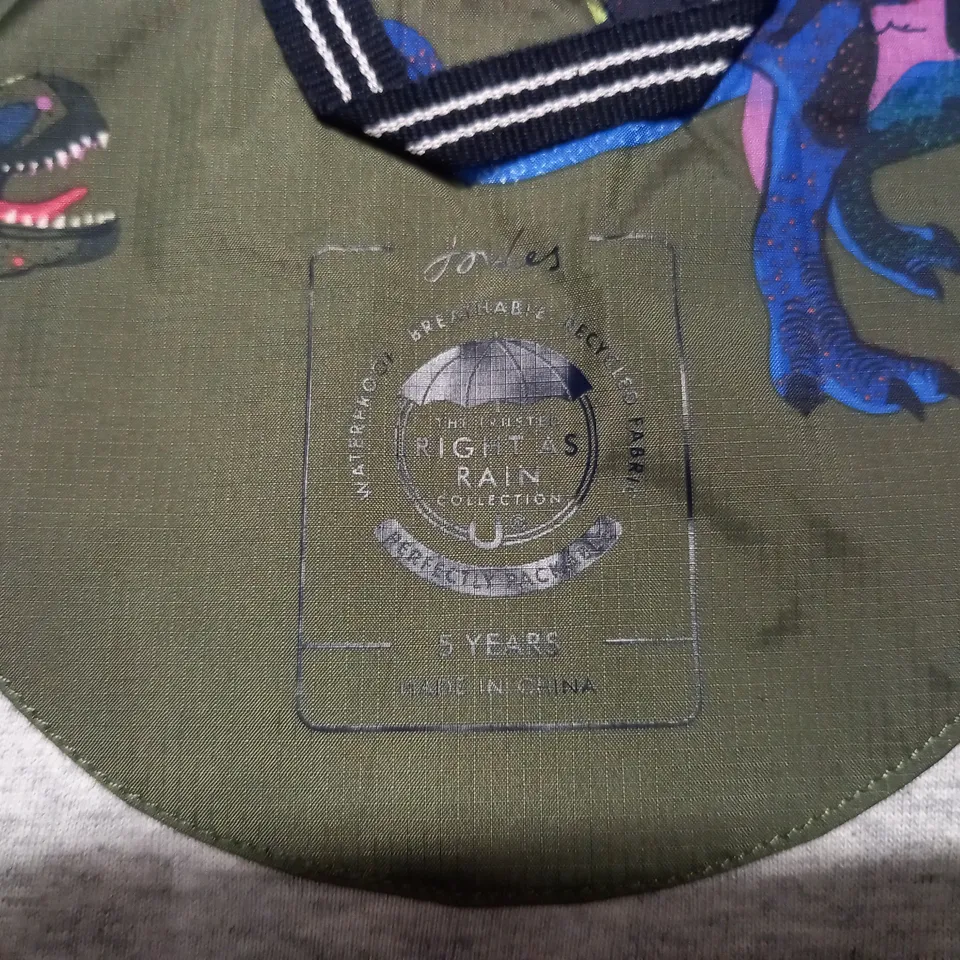 Joules
WATERPROOF BREATHABLE RECYCLED FABRIC
THE TRUSTED
RIGHT AS
RAIN
COLLECTION
PERFECTLY PACKABLE
5 YEARS
MADE IN CHINA